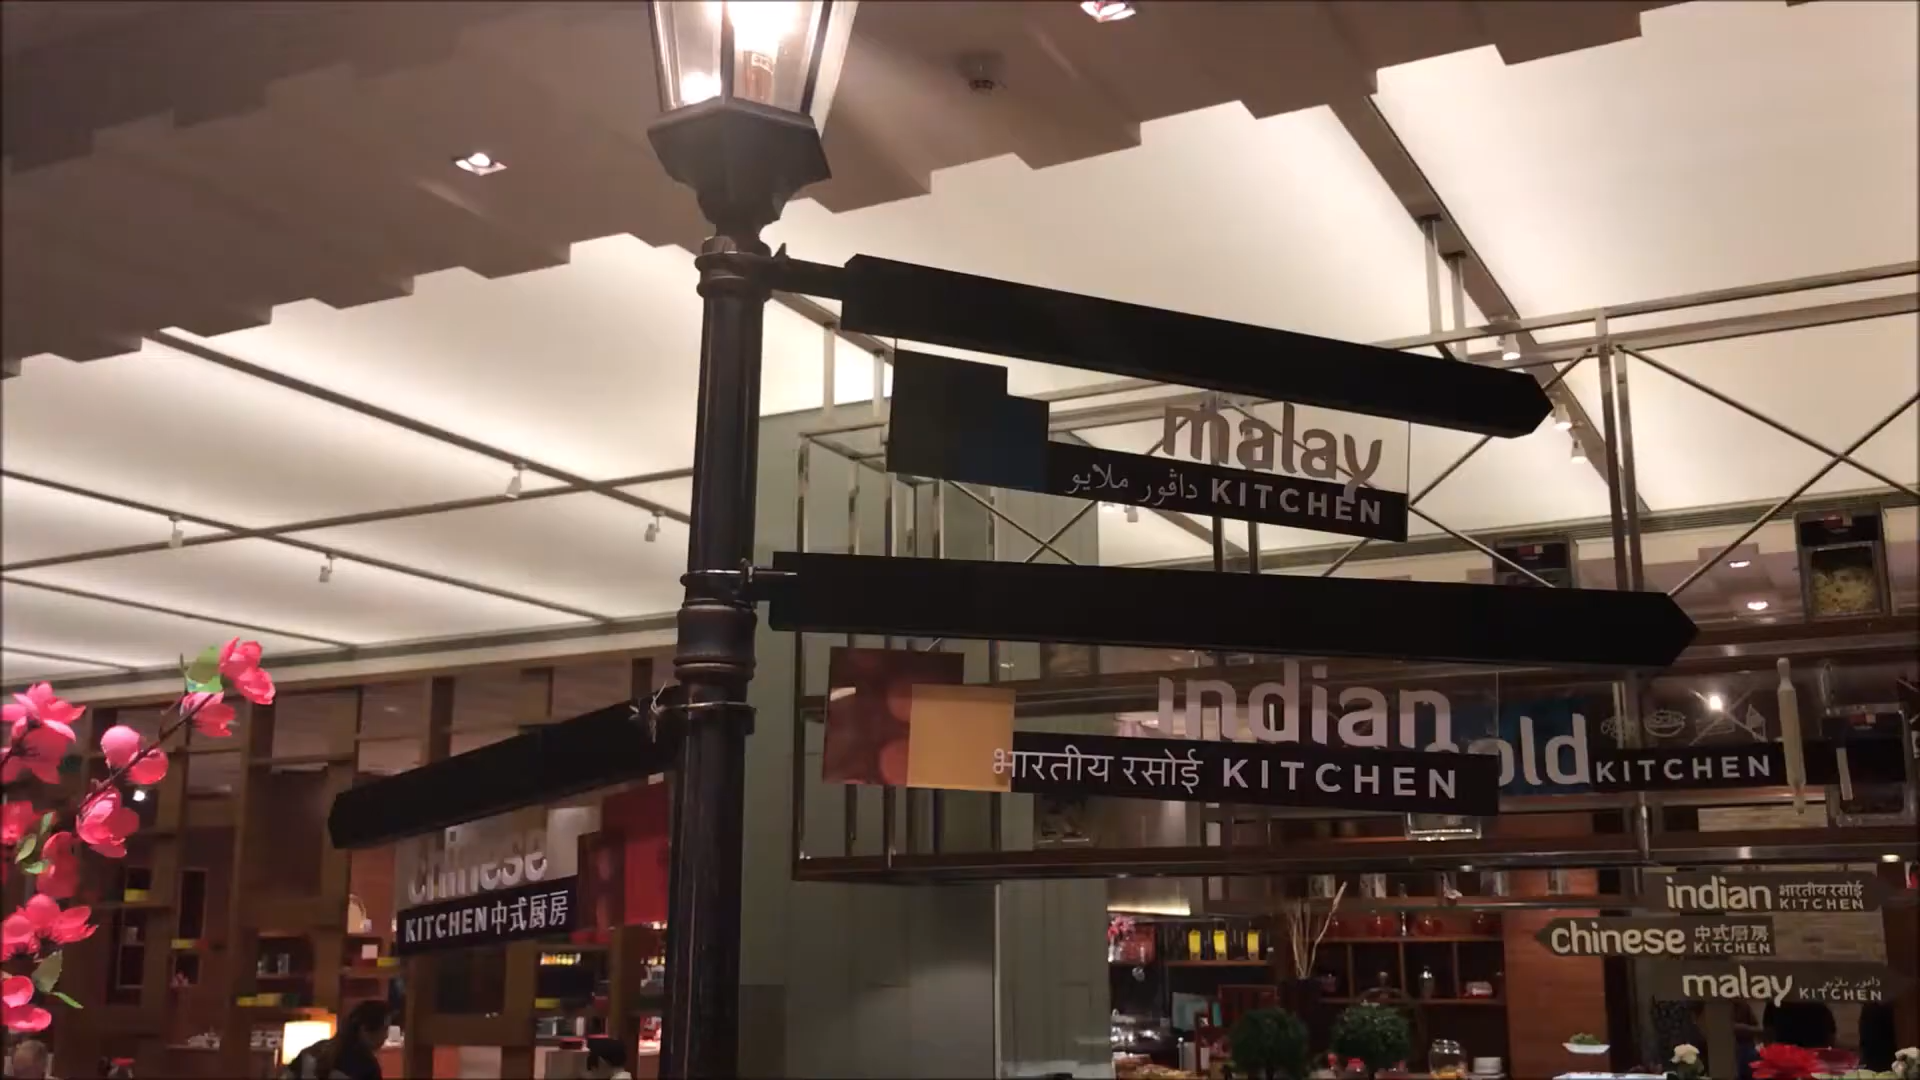 malay
داڤور ملايو KITCHEN
indian
भारतीय रसोई KITCHEN
old
KITCHEN
chinese
KITCHEN 中式厨房
indian भारतीय रसोई
KITCHEN
chinese 中式厨房
KITCHEN
malay داڤور ملايو
KITCHEN